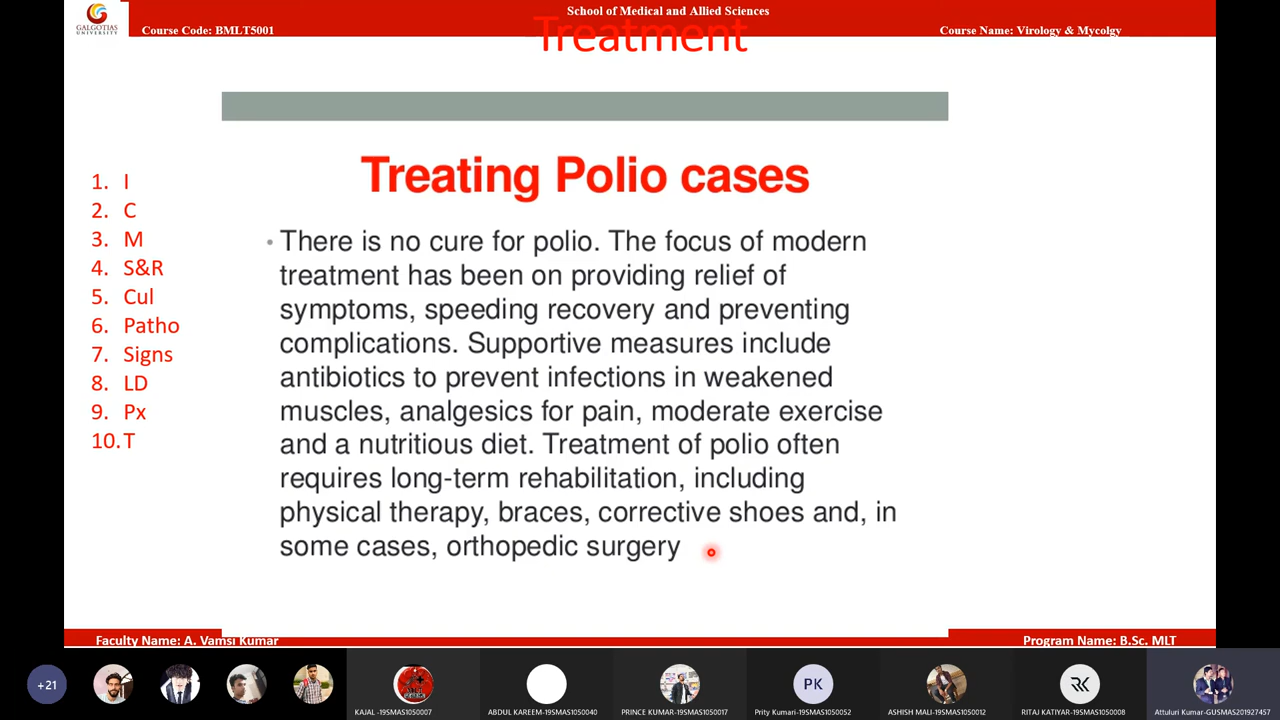 School of Medical and Allied Sciences
GALGOTIAS
UNIVERSITY
Course Code: BMLT5001
Course Name: Virology & Mycolgy
Treatment
Treating Polio cases
1. I
2. C
3. M
4. S&R
5. Cul
6. Patho
7. Signs
8. LD
9. Px
10. T
• There is no cure for polio. The focus of modern
treatment has been on providing relief of
symptoms, speeding recovery and preventing
complications. Supportive measures include
antibiotics to prevent infections in weakened
muscles, analgesics for pain, moderate exercise
and a nutritious diet. Treatment of polio often
requires long-term rehabilitation, including
physical therapy, braces, corrective shoes and, in
some cases, orthopedic surgery
Faculty Name: A. Vamsi Kumar
Program Name: B.Sc. MLT
+21
PK
RK
KAJAL -19SMAS1050007
ABDUL KAREEM-19SMAS1050040
PRINCE KUMAR-19SMAS1050017
Prity Kumari-19SMAS1050052
ASHISH MALI-19SMAS1050012
RITAJ KATIYAR-19SMAS1050008
Attuluri Kumar-GUSMAS201927457